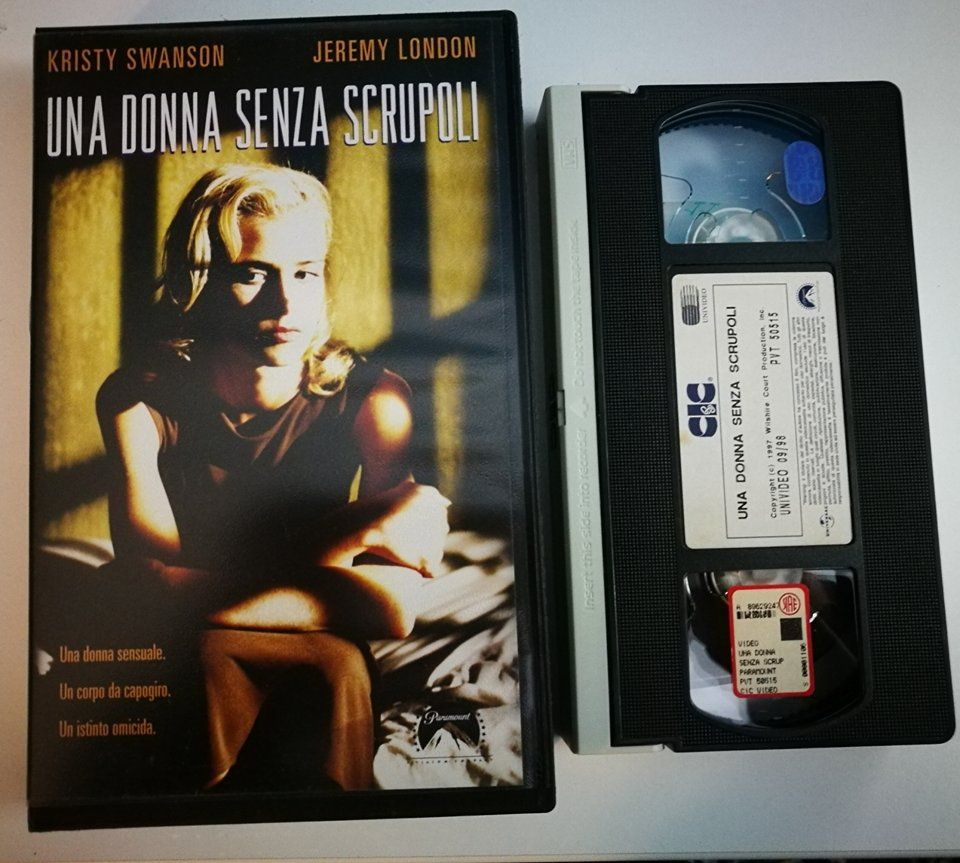 KRISTY SWANSON
JEREMY LONDON
UNA DONNA SENZA SCRUPOLI
Una donna sensuale.
Un corpo da capogiro.
Un istinto omicida.
Paramount
VHS
Insert this side into recorder
Do not touch the tape inside
UNIVIDEO
CIC
UNA DONNA SENZA SCRUPOLI
Copyright (c) 1997 Wilshire Court Production, Inc.
UNIVIDEO 09/98 PVT 50515
SIAE
A 89629247
VIDEO
UNA DONNA
SENZA SCRUP
PARAMOUNT
PVT 50515
CIC VIDEO
S 00001106